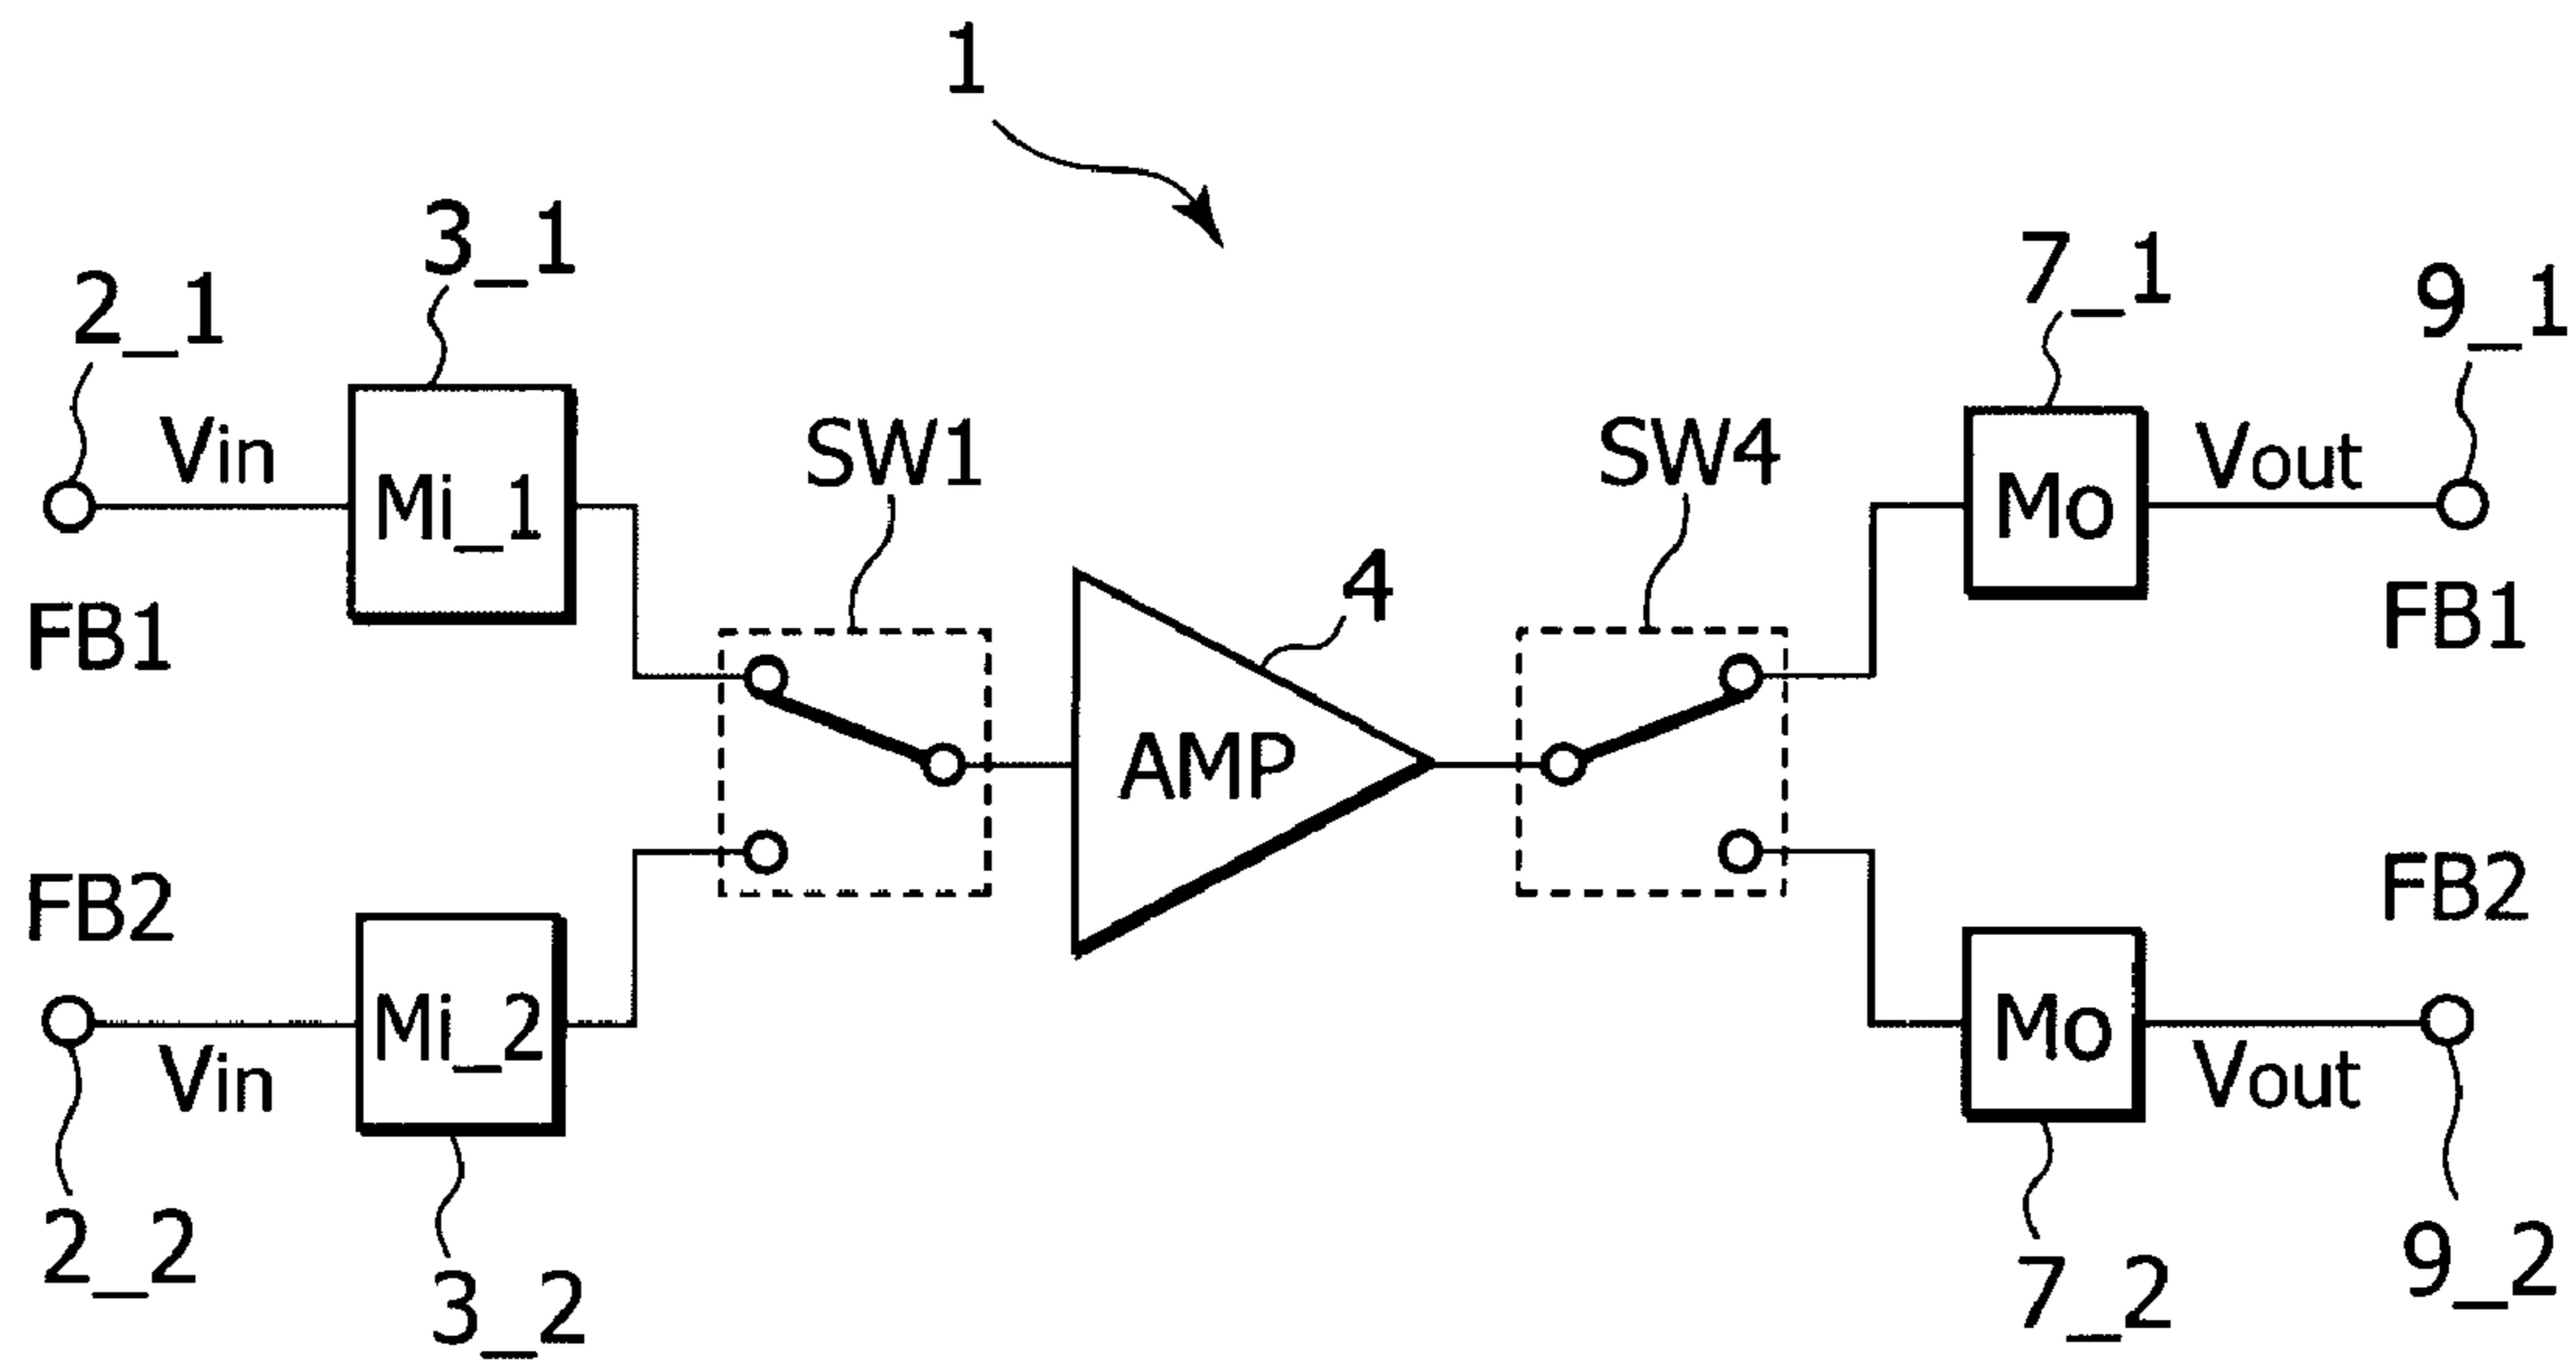 1
3_1
7_1
2_1
9_1
Vin
SW1
SW4
Vout
Mi_1
Mo
4
FB1
FB1
AMP
FB2
FB2
Mi_2
Mo
Vin
Vout
2_2
3_2
7_2
9_2